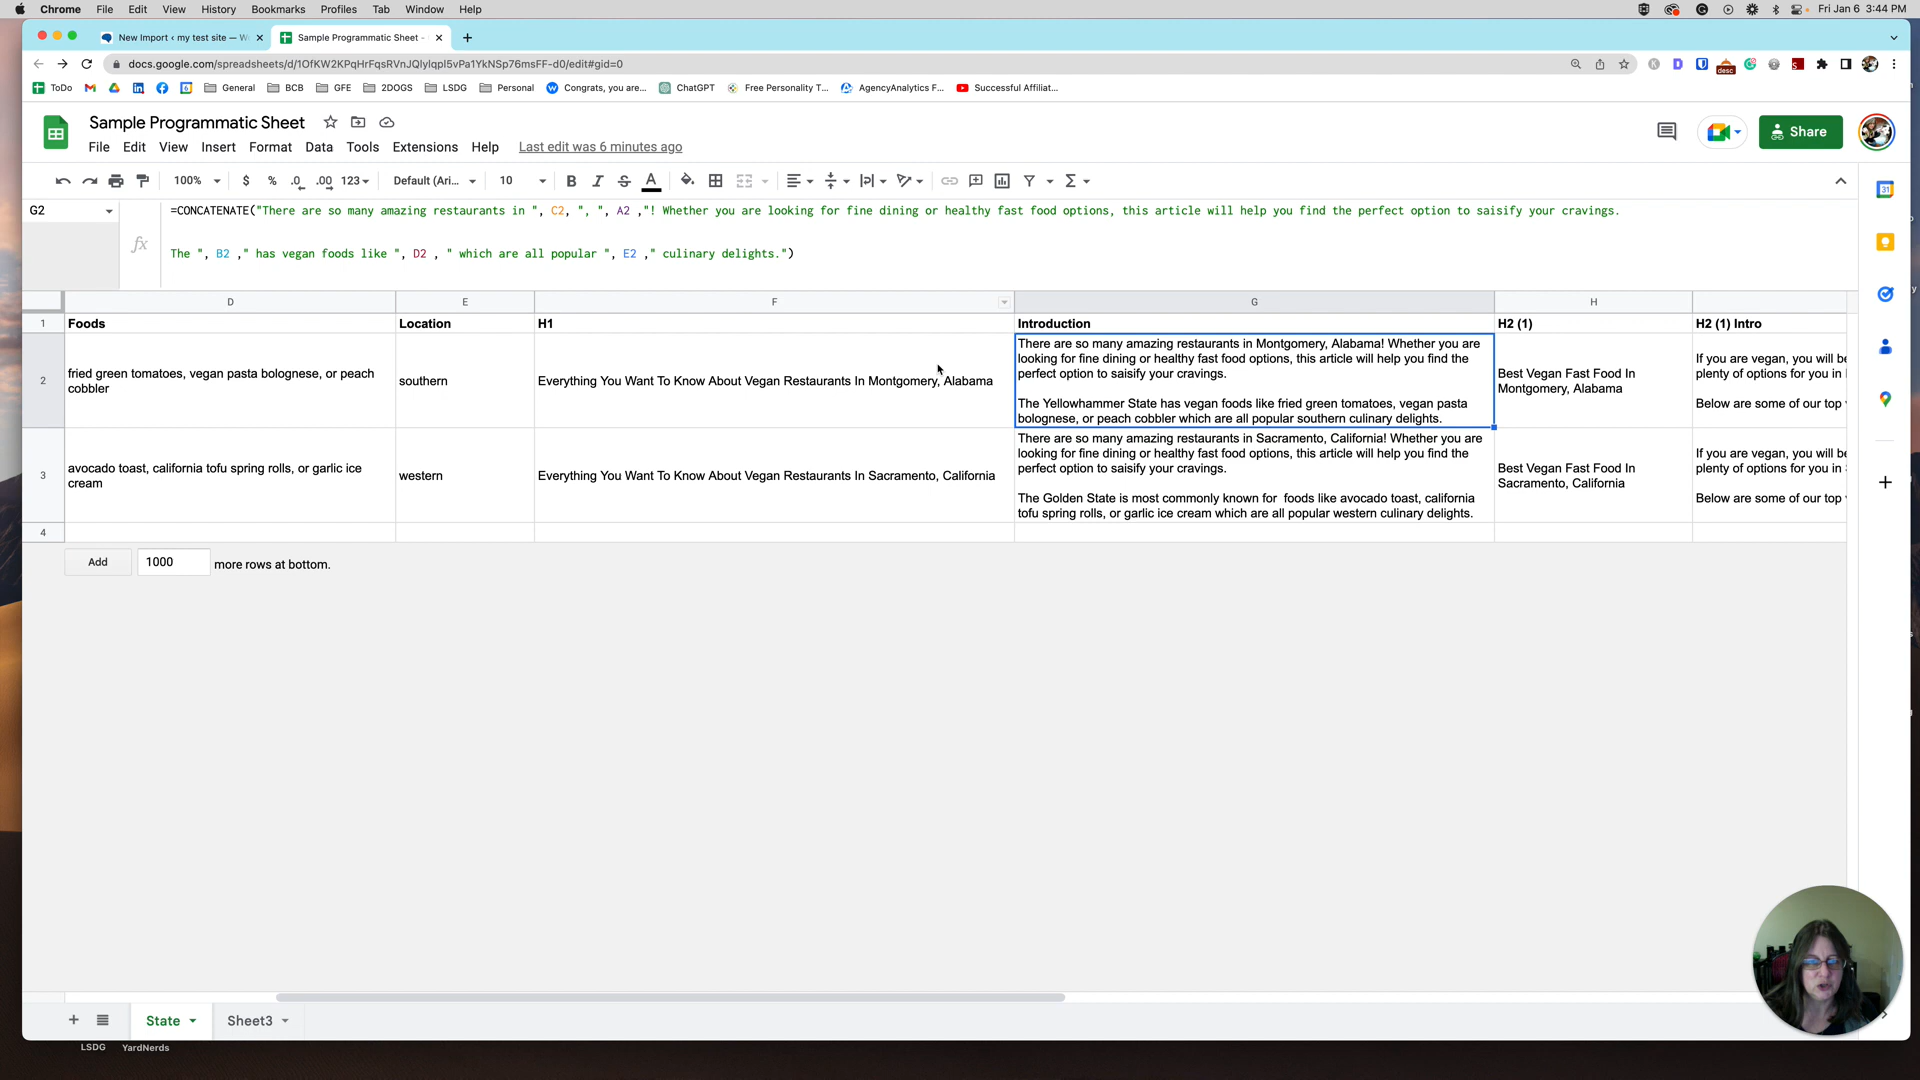 Chrome File Edit View History Bookmarks Profiles Tab Window Help Fri Jan 6 3:44 PM
New Import ‹ my test site — W Sample Programmatic Sheet -
docs.google.com/spreadsheets/d/1OfKW2KPqHrFqsRVnJQlylqpl5vPa1YkNSp76msFF-d0/edit#gid=0
ToDo General BCB GFE 2DOGS LSDG Personal Congrats, you are... ChatGPT Free Personality T... AgencyAnalytics F... Successful Affiliat...
Sample Programmatic Sheet
Share
File Edit View Insert Format Data Tools Extensions Help Last edit was 6 minutes ago
100% $ % .0 .00 123 Default (Ari... 10 B I S A
G2
=CONCATENATE("There are so many amazing restaurants in ", C2, ", ", A2 ,"! Whether you are looking for fine dining or healthy fast food options, this article will help you find the perfect option to saisify your cravings.
The ", B2 ," has vegan foods like ", D2 , " which are all popular ", E2 ," culinary delights.")
D E F G H
1 Foods Location H1 Introduction H2 (1) H2 (1) Intro
2
fried green tomatoes, vegan pasta bolognese, or peach
cobbler
southern
Everything You Want To Know About Vegan Restaurants In Montgomery, Alabama
There are so many amazing restaurants in Montgomery, Alabama! Whether you are
looking for fine dining or healthy fast food options, this article will help you find the
perfect option to saisify your cravings.
The Yellowhammer State has vegan foods like fried green tomatoes, vegan pasta
bolognese, or peach cobbler which are all popular southern culinary delights.
Best Vegan Fast Food In
Montgomery, Alabama
If you are vegan, you will be
plenty of options for you in
Below are some of our top
3
avocado toast, california tofu spring rolls, or garlic ice
cream
western
Everything You Want To Know About Vegan Restaurants In Sacramento, California
There are so many amazing restaurants in Sacramento, California! Whether you are
looking for fine dining or healthy fast food options, this article will help you find the
perfect option to saisify your cravings.
The Golden State is most commonly known for  foods like avocado toast, california
tofu spring rolls, or garlic ice cream which are all popular western culinary delights.
Best Vegan Fast Food In
Sacramento, California
If you are vegan, you will be
plenty of options for you in
Below are some of our top
4
Add 1000 more rows at bottom.
State Sheet3
LSDG YardNerds